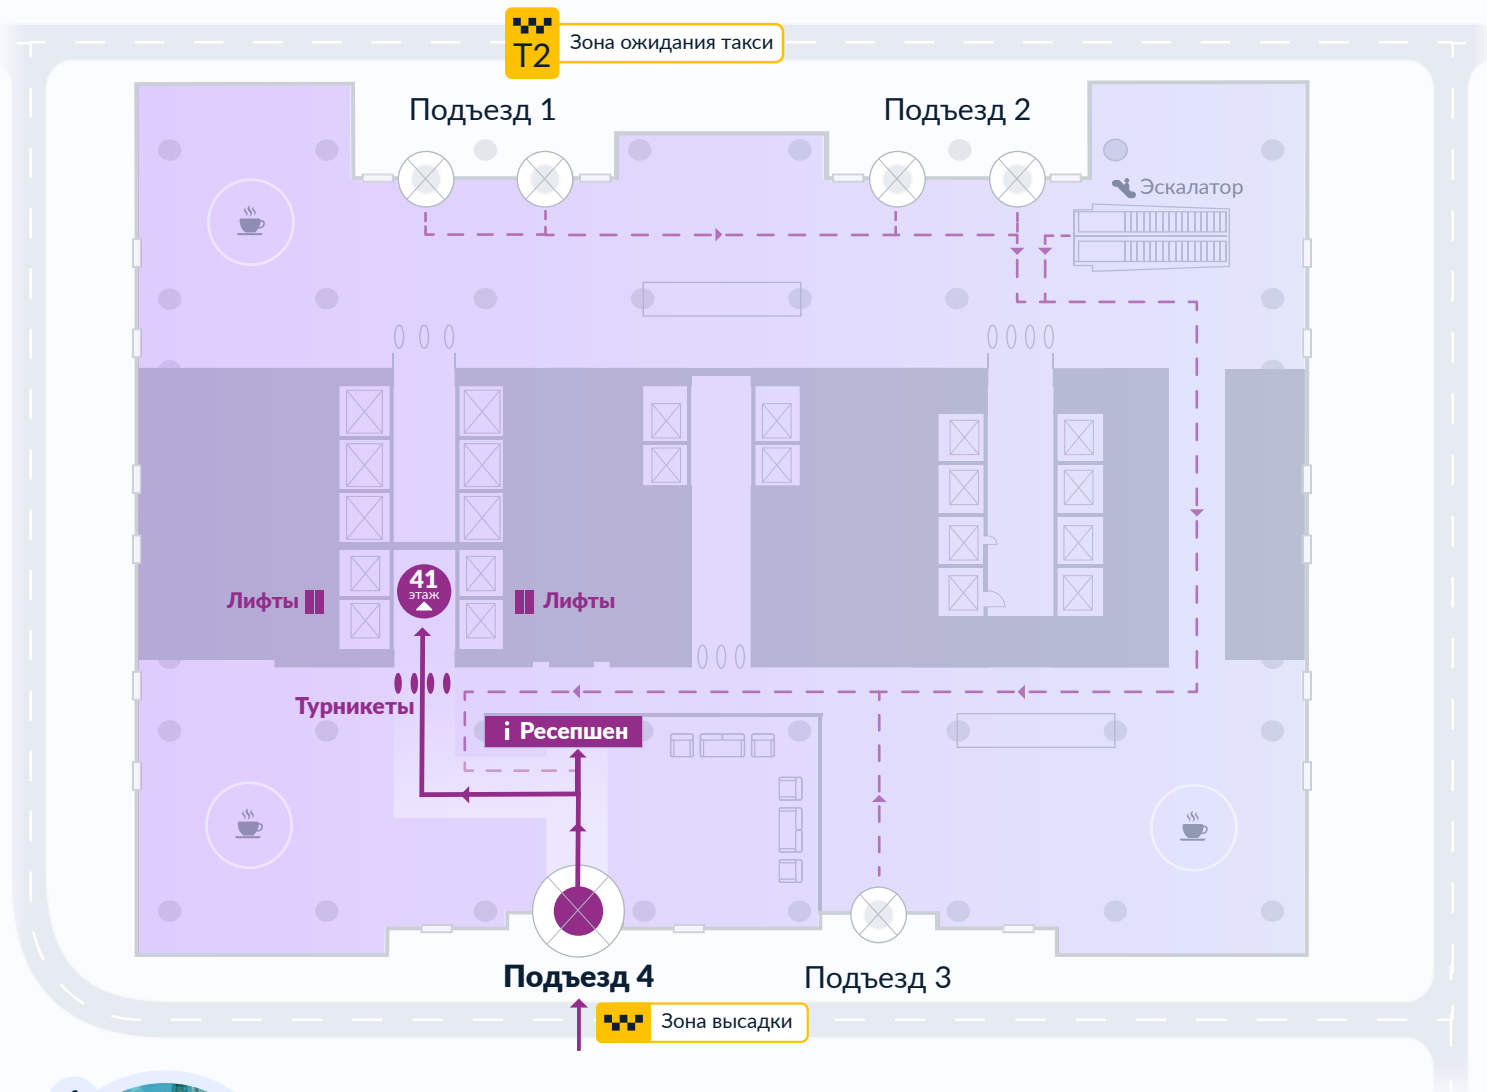 T2
Зона ожидания такси
Подъезд 1
Подъезд 2
Эскалатор
41
этаж
Лифты
Лифты
Турникеты
i Ресепшен
Подъезд 4
Подъезд 3
Зона высадки